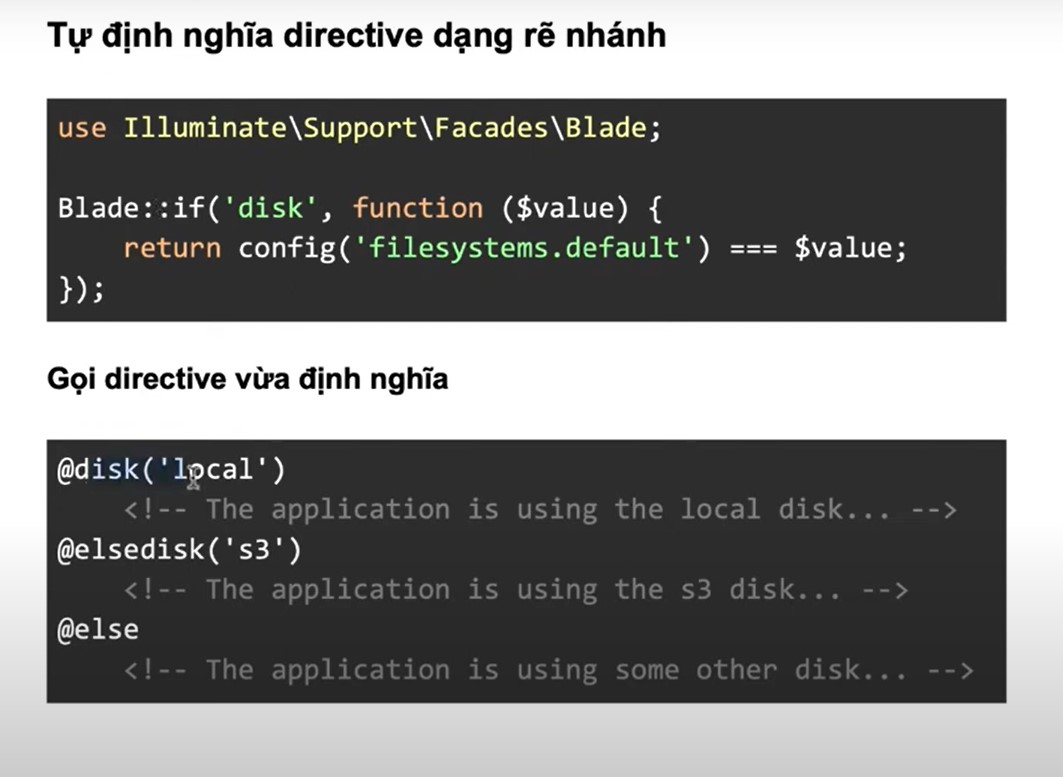 Tự định nghĩa directive dạng rẽ nhánh
use Illuminate\Support\Facades\Blade;
Blade::if('disk', function ($value) {
    return config('filesystems.default') === $value;
});
Gọi directive vừa định nghĩa
@disk('local')
    <!-- The application is using the local disk... -->
@elsedisk('s3')
    <!-- The application is using the s3 disk... -->
@else
    <!-- The application is using some other disk... -->